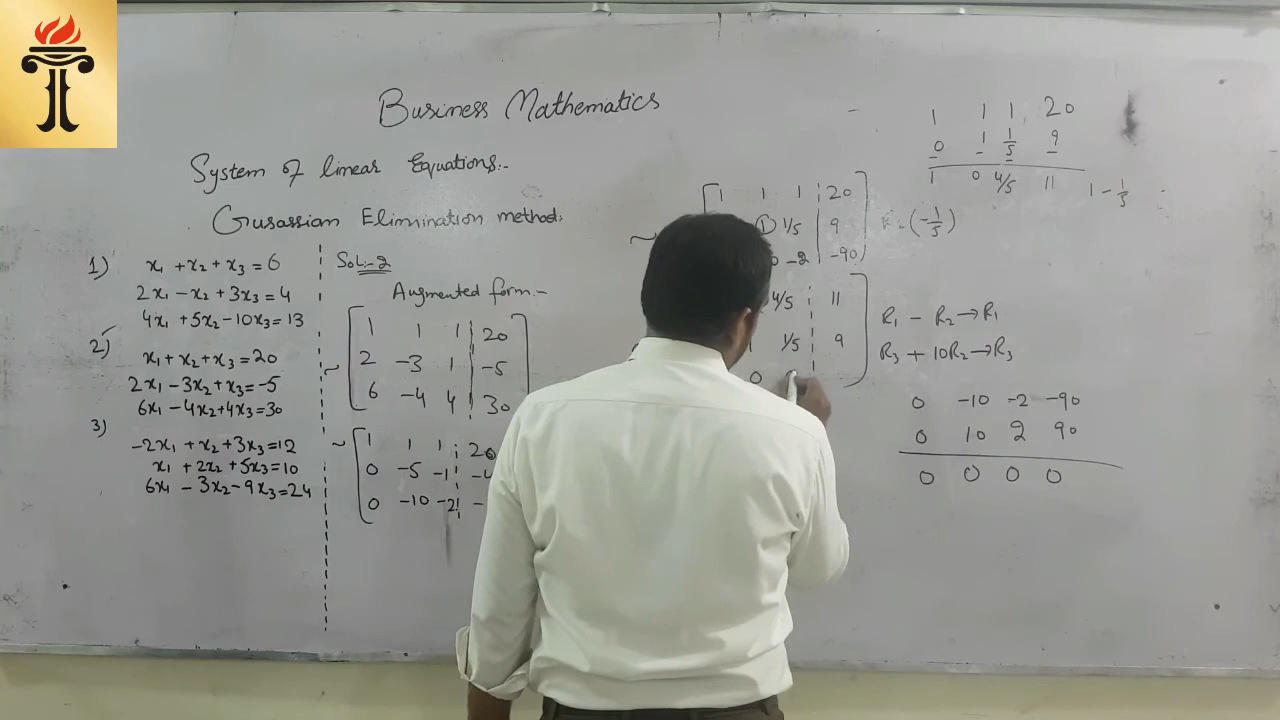 Business Mathematics
System of linear Equations:-
Gusassian Elimination method:
1) x₁ + x₂ + x₃ = 6
2x₁ - x₂ + 3x₃ = 4
4x₁ + 5x₂ - 10x₃ = 13
2) x₁ + x₂ + x₃ = 20
2x₁ - 3x₂ + x₃ = -5
6x₁ - 4x₂ + 4x₃ = 30
3) -2x₁ + x₂ + 3x₃ = 12
x₁ + 2x₂ + 5x₃ = 10
6x₁ - 3x₂ - 9x₃ = 24
Sol:-2
Augmented form:-
1 1 1 20
~ 2 -3 1 -5
6 -4 4 30
~ 1 1 1 20
0 -5 -1
0 -10 -2
1 1 1 20
~ 1 1/5 9 (-1/5)
-2 -90
4/5 11 R₁ - R₂ → R₁
1/5 9 R₃ + 10R₂ → R₃
0
0 -10 -2 -90
0 10 2 90
0 0 0 0
1 1 1 20
0 1 1/5 9
1 0 4/5 11 1 - 1/5